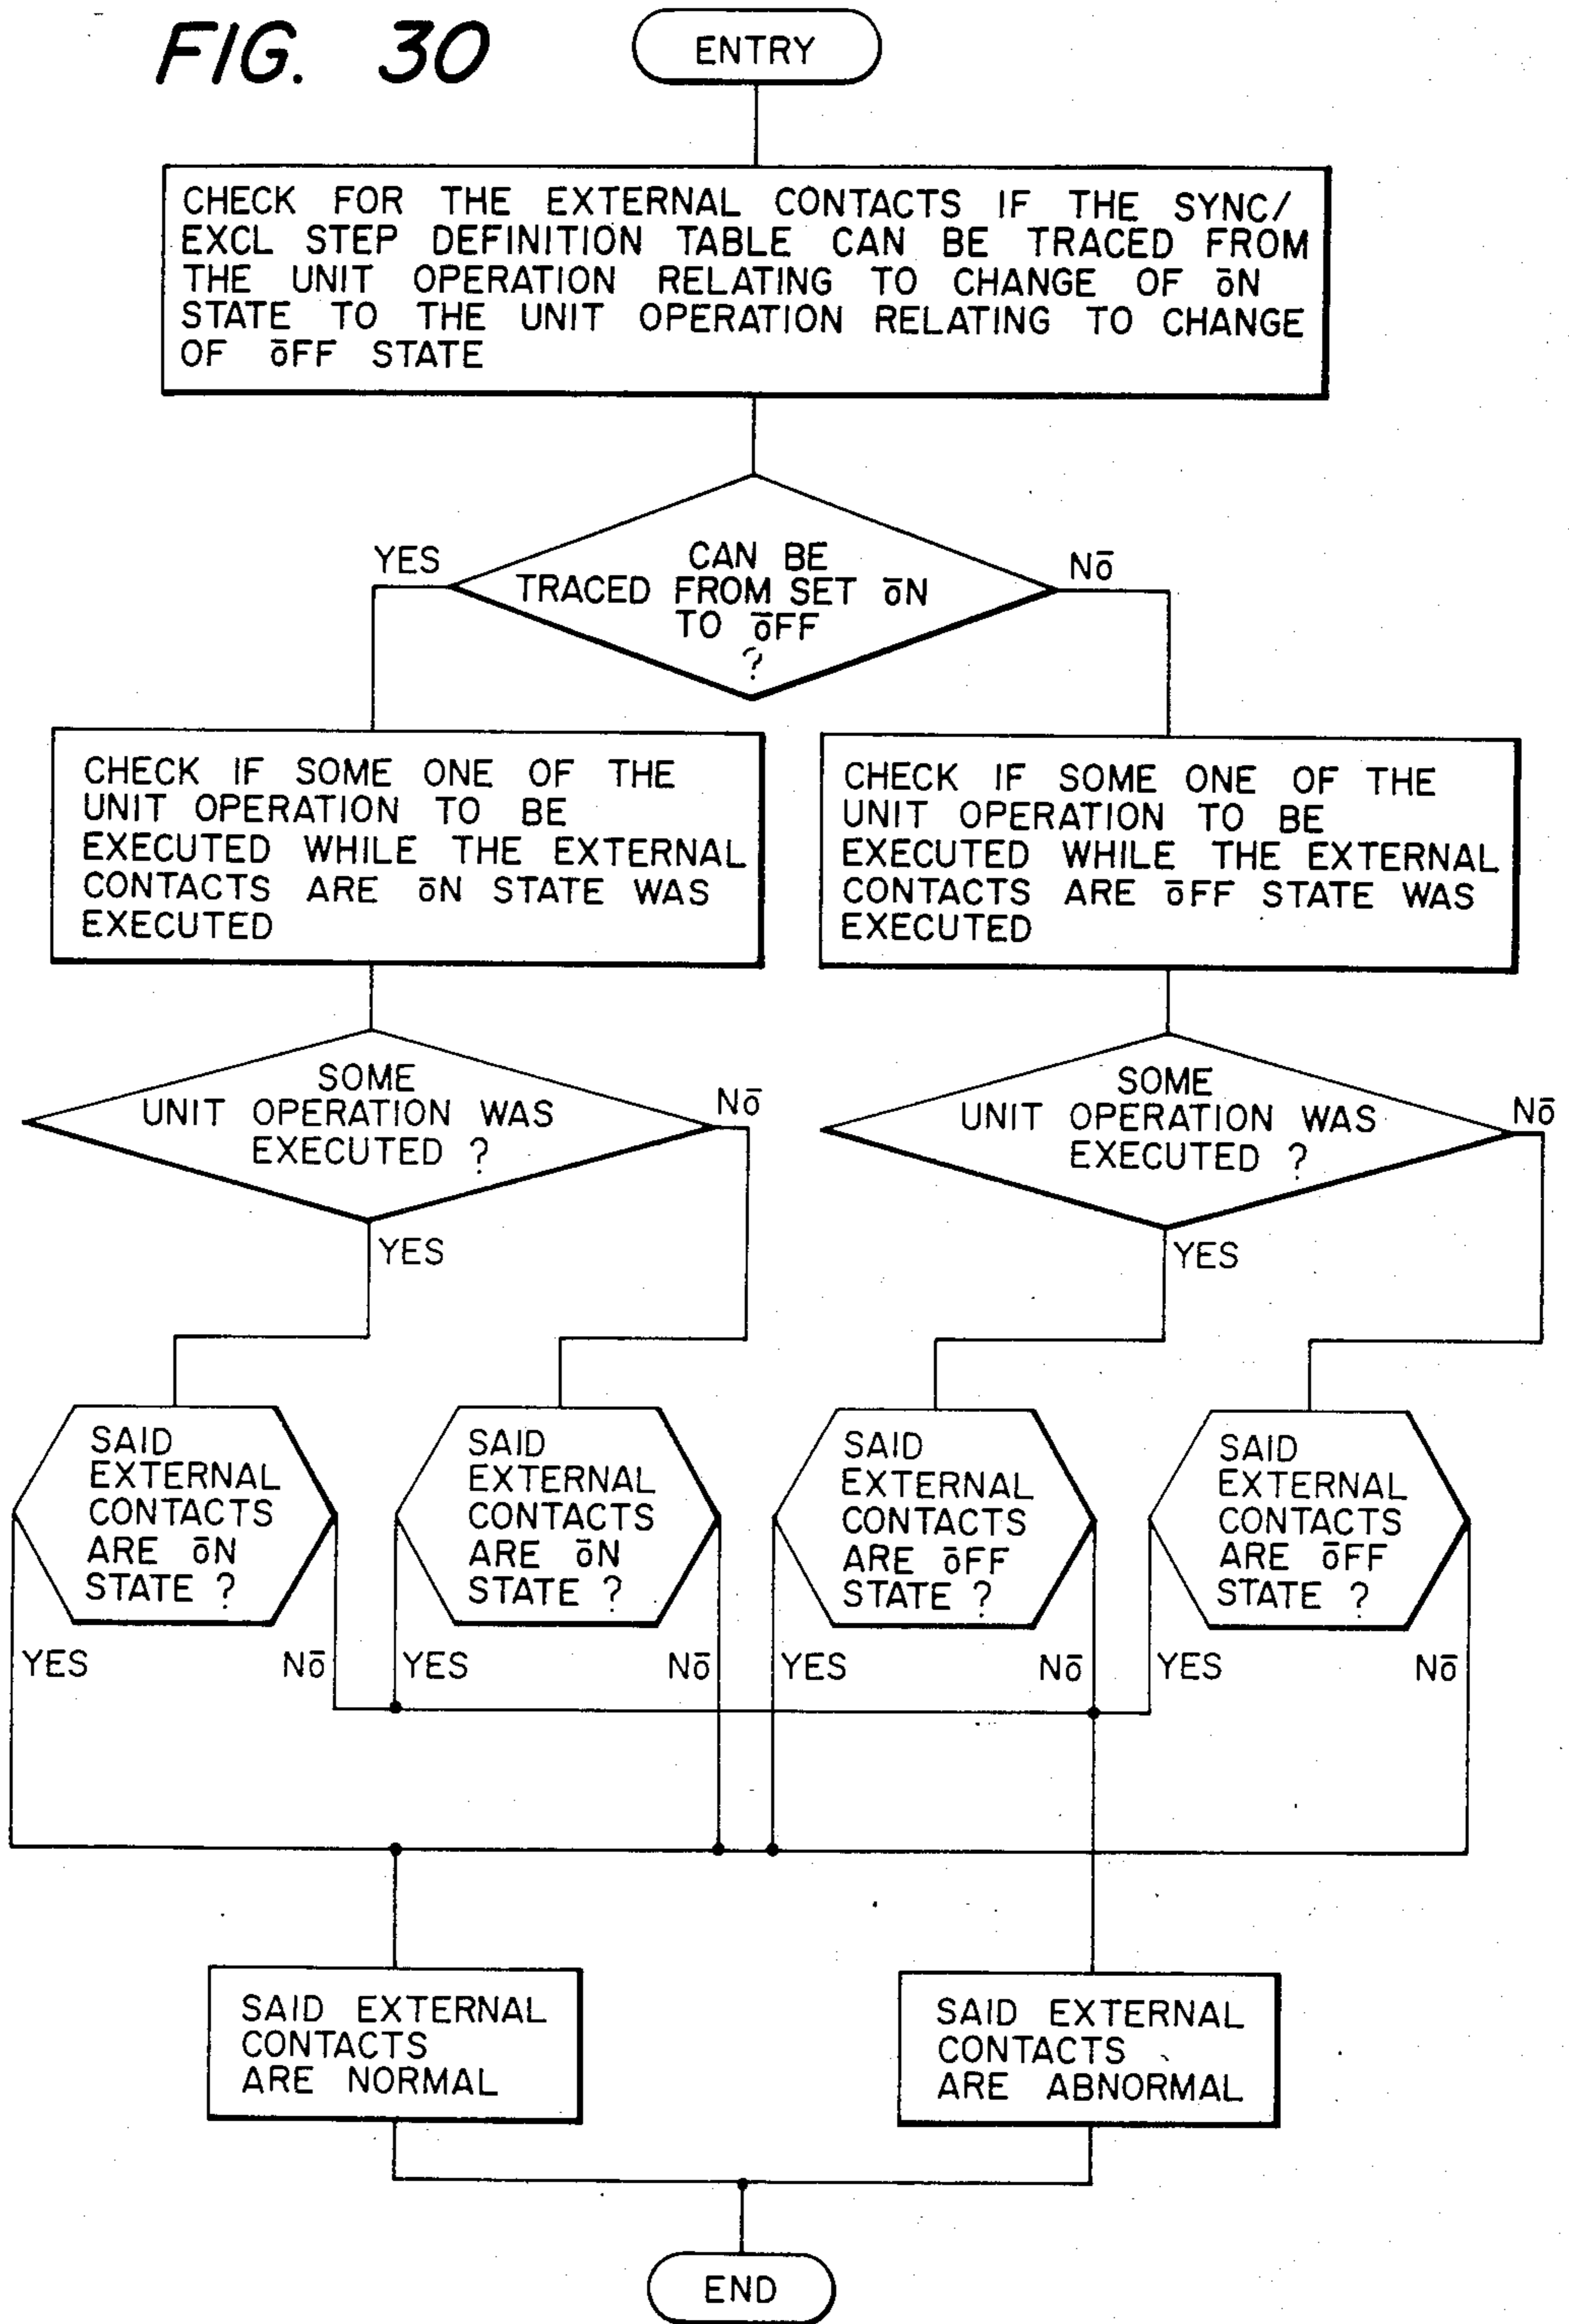 FIG. 30
ENTRY
CHECK FOR THE EXTERNAL CONTACTS IF THE SYNC/
EXCL STEP DEFINITION TABLE CAN BE TRACED FROM
THE UNIT OPERATION RELATING TO CHANGE OF ōN
STATE TO THE UNIT OPERATION RELATING TO CHANGE
OF ōFF STATE
CAN BE
TRACED FROM SET ōN
TO ōFF
?
YES
Nō
CHECK IF SOME ONE OF THE
UNIT OPERATION TO BE
EXECUTED WHILE THE EXTERNAL
CONTACTS ARE ōN STATE WAS
EXECUTED
CHECK IF SOME ONE OF THE
UNIT OPERATION TO BE
EXECUTED WHILE THE EXTERNAL
CONTACTS ARE ōFF STATE WAS
EXECUTED
SOME
UNIT OPERATION WAS
EXECUTED ?
Nō
YES
SOME
UNIT OPERATION WAS
EXECUTED ?
Nō
YES
SAID
EXTERNAL
CONTACTS
ARE ōN
STATE ?
YES
Nō
SAID
EXTERNAL
CONTACTS
ARE ōN
STATE ?
YES
Nō
SAID
EXTERNAL
CONTACTS
ARE ōFF
STATE ?
YES
Nō
SAID
EXTERNAL
CONTACTS
ARE ōFF
STATE ?
YES
Nō
SAID EXTERNAL
CONTACTS
ARE NORMAL
SAID EXTERNAL
CONTACTS
ARE ABNORMAL
END